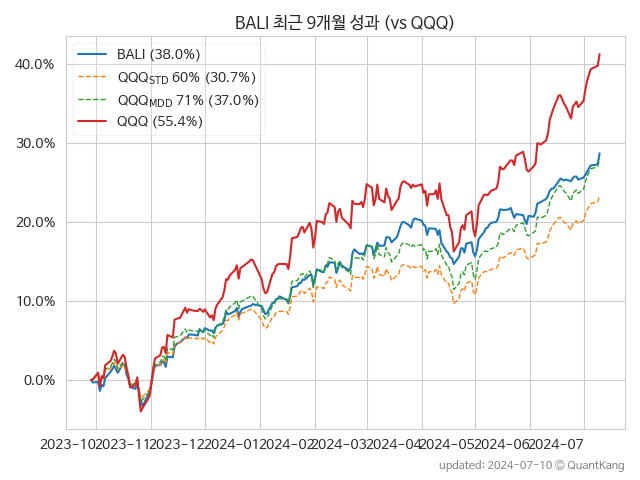 BALI 최근 9개월 성과 (vs QQQ)
BALI (38.0%)
QQQSTD 60% (30.7%)
QQQMDD 71% (37.0%)
QQQ (55.4%)
40.0%
30.0%
20.0%
10.0%
0.0%
2023-10 2023-11 2023-12 2024-01 2024-02 2024-03 2024-04 2024-05 2024-06 2024-07
updated: 2024-07-10 © QuantKang